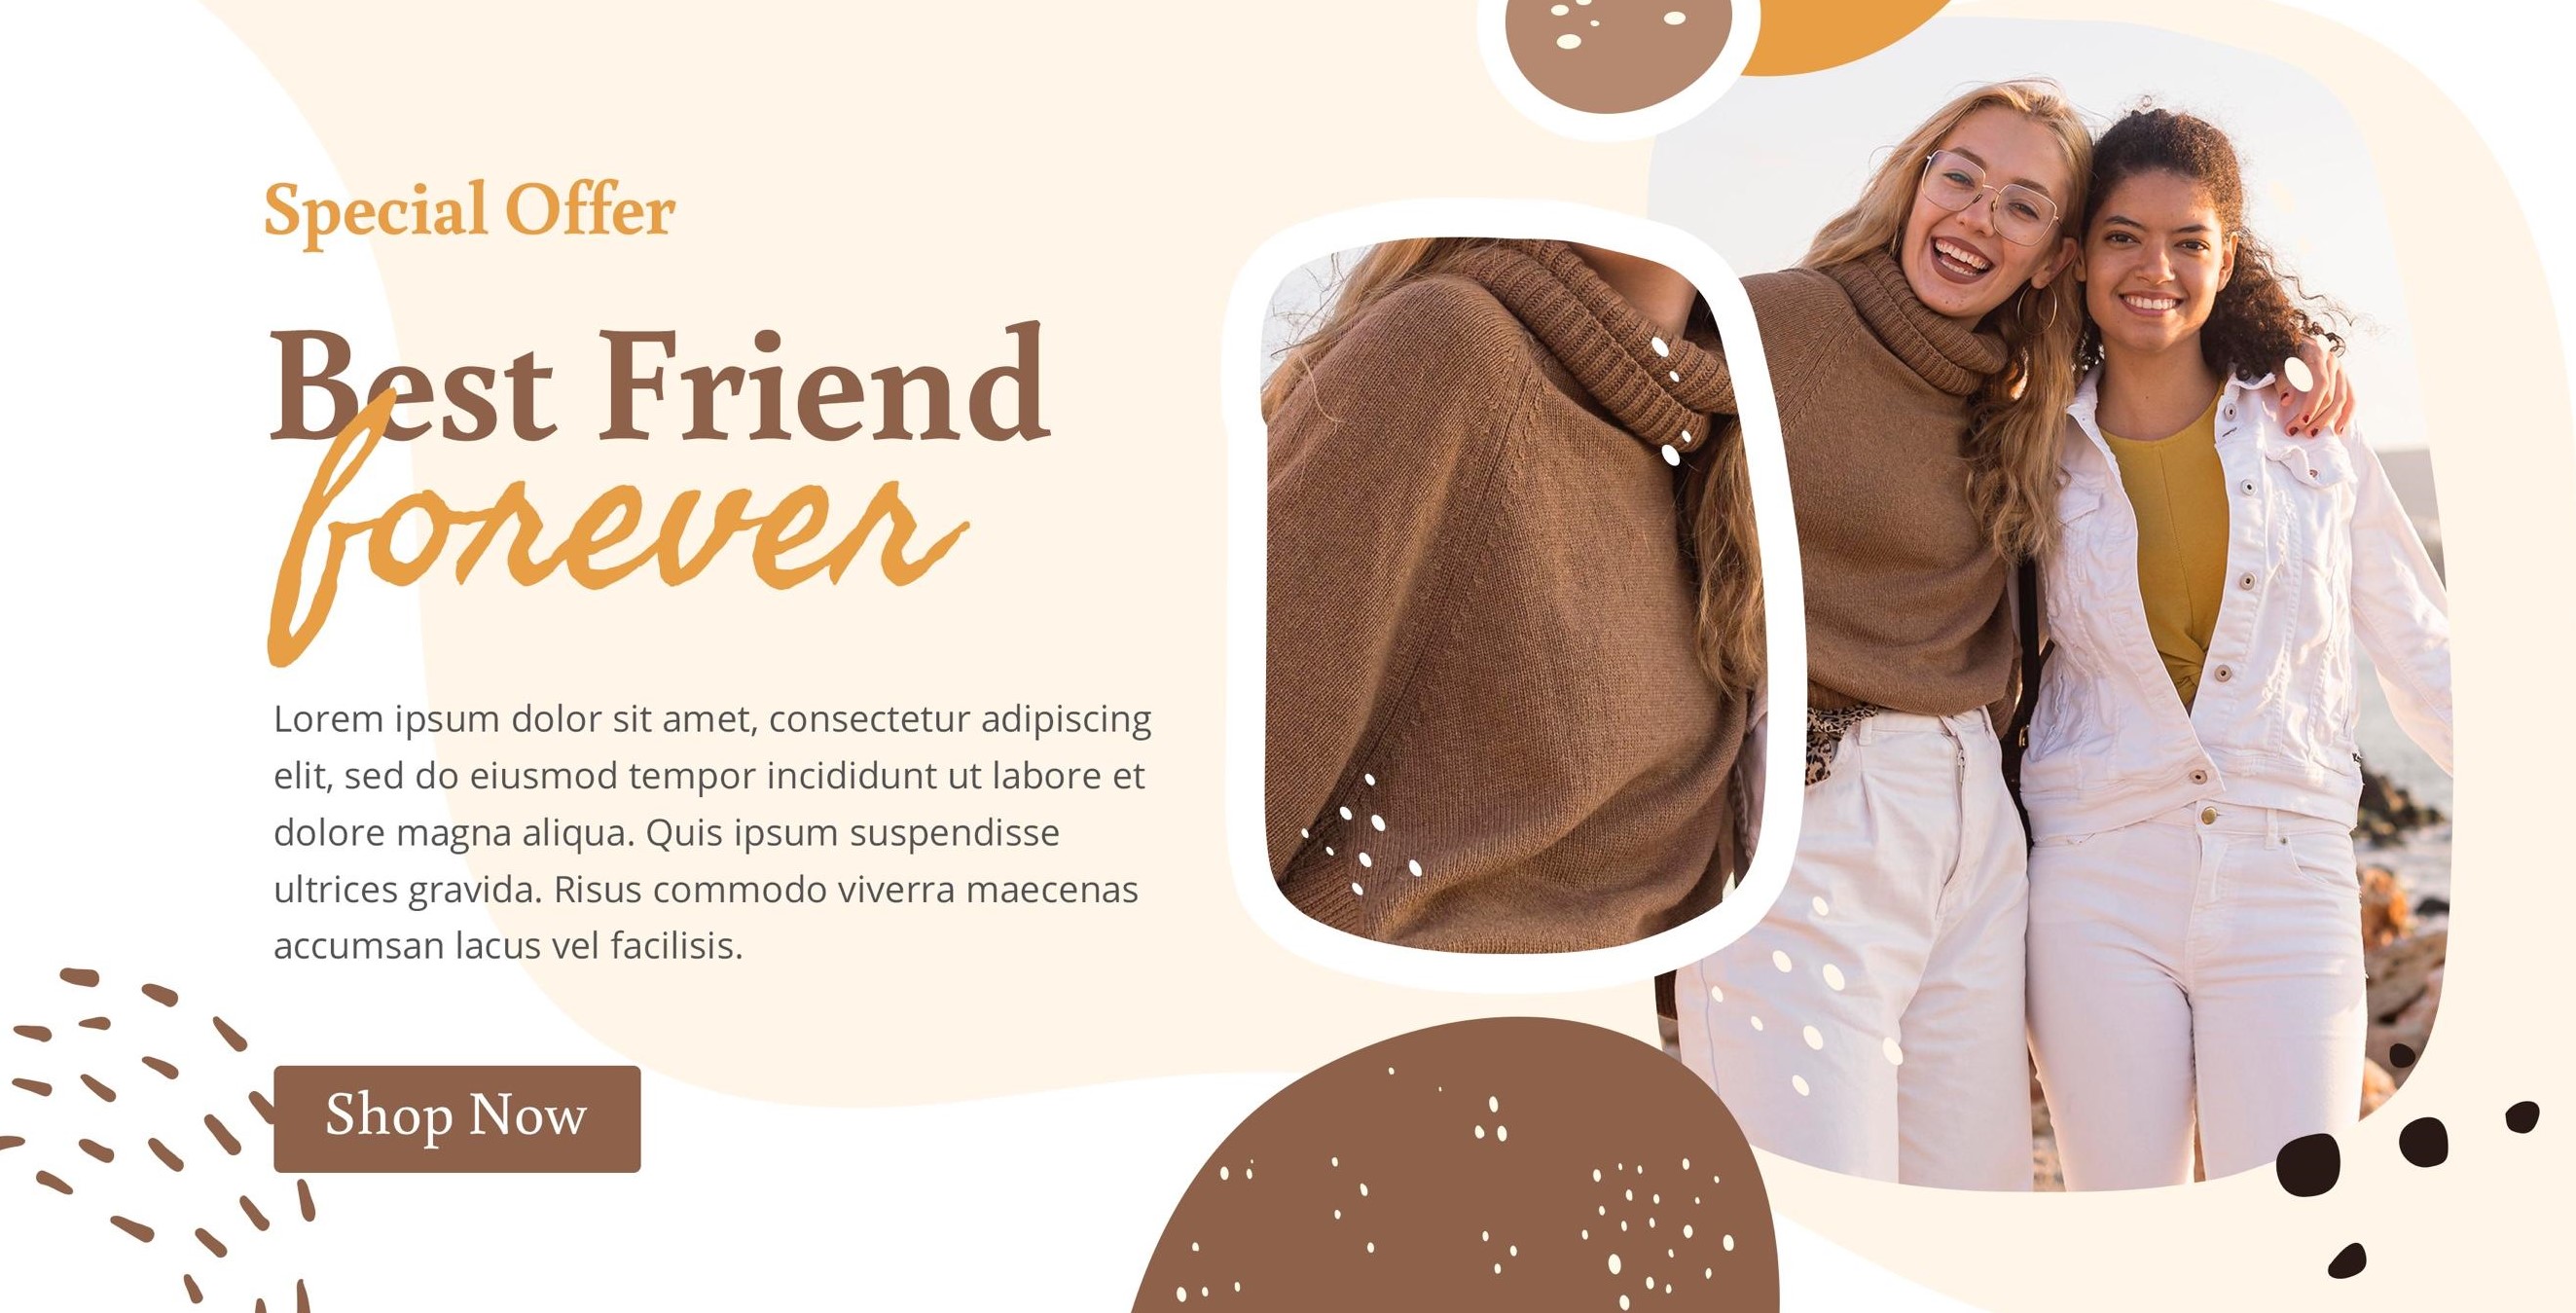 Special Offer
Best Friend
forever
Lorem ipsum dolor sit amet, consectetur adipiscing
elit, sed do eiusmod tempor incididunt ut labore et
dolore magna aliqua. Quis ipsum suspendisse
ultrices gravida. Risus commodo viverra maecenas
accumsan lacus vel facilisis.
Shop Now